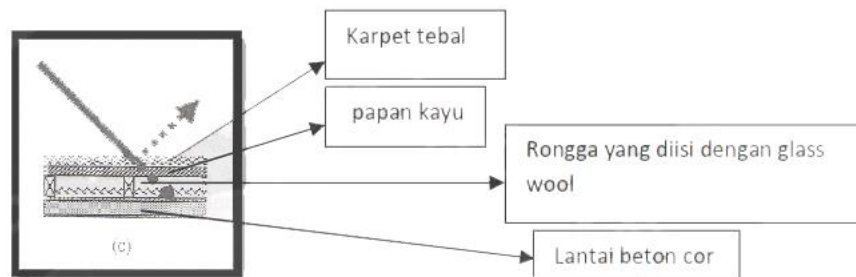 Karpet tebal
papan kayu
Rongga yang diisi dengan glass
wool
Lantai beton cor
(c)